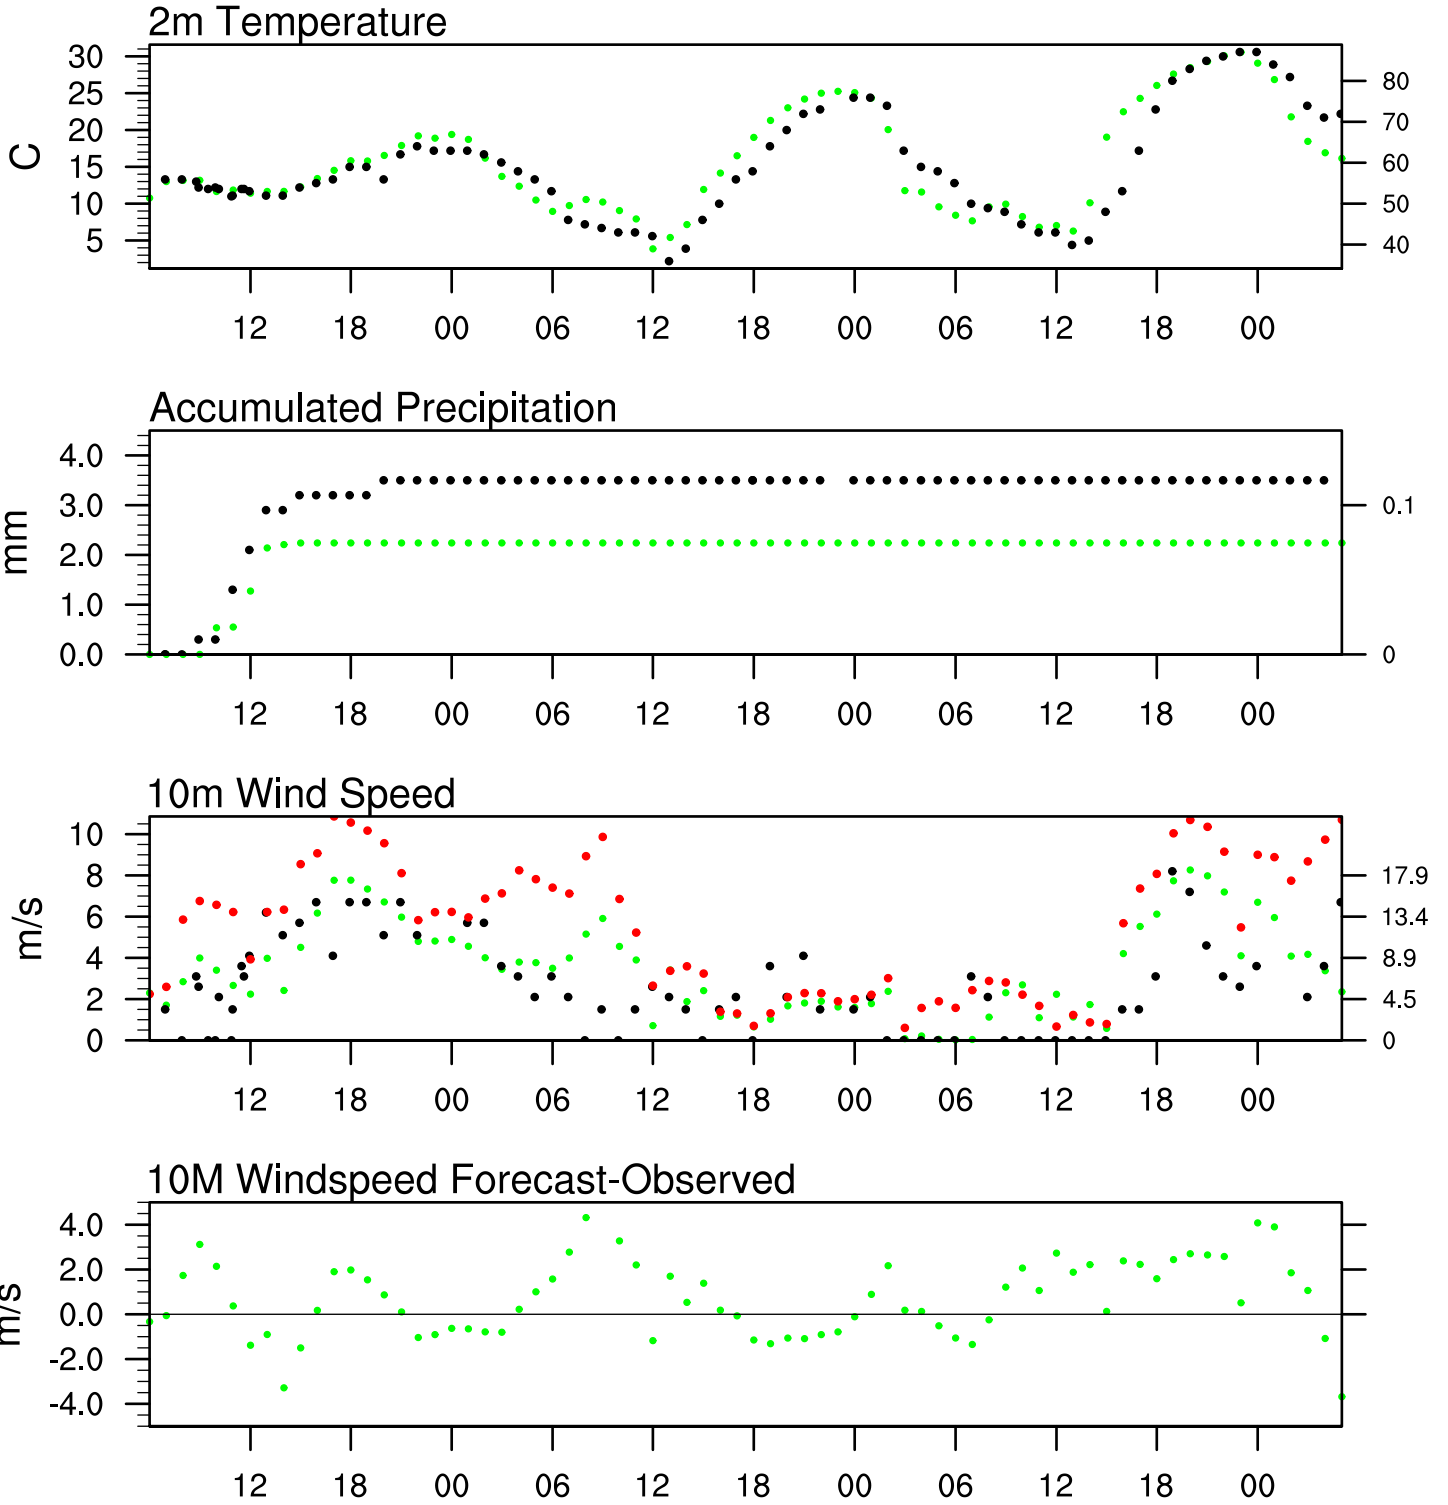 2m Temperature
30
25
20
15
10
5
C
80
70
60
50
40
12 18 00 06 12 18 00 06 12 18 00
Accumulated Precipitation
4.0
3.0
2.0
1.0
0.0
mm
0.1
0
12 18 00 06 12 18 00 06 12 18 00
10m Wind Speed
10
8
6
4
2
0
m/s
17.9
13.4
8.9
4.5
0
12 18 00 06 12 18 00 06 12 18 00
10M Windspeed Forecast-Observed
4.0
2.0
0.0
-2.0
-4.0
m/s
12 18 00 06 12 18 00 06 12 18 00